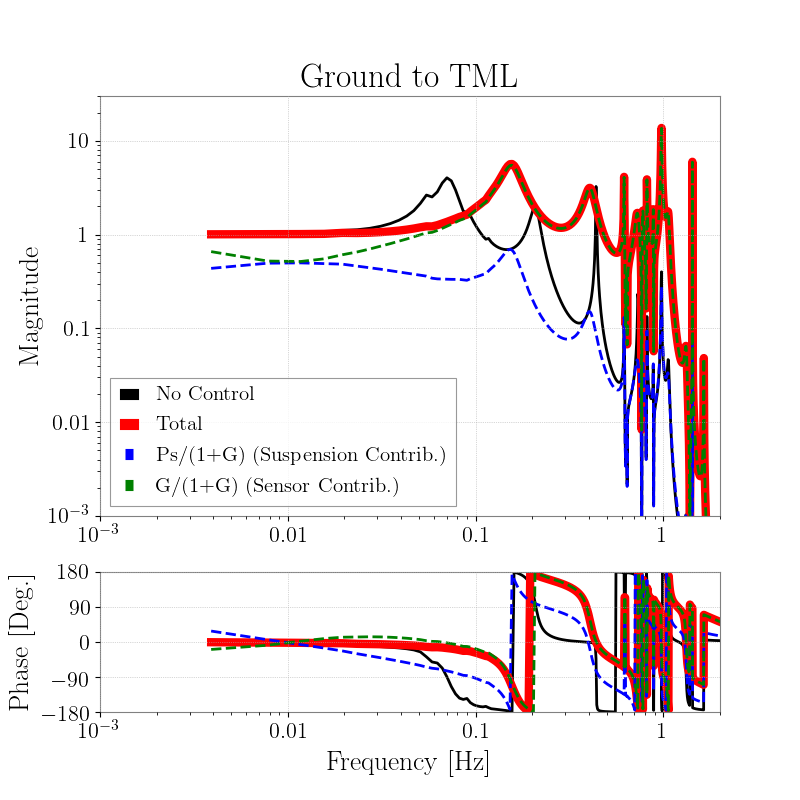 Ground to TML
10
1
0.1
0.01
10⁻³
Magnitude
No Control
Total
Ps/(1+G) (Suspension Contrib.)
G/(1+G) (Sensor Contrib.)
10⁻³ 0.01 0.1 1
180
90
0
−90
−180
Phase [Deg.]
10⁻³ 0.01 0.1 1
Frequency [Hz]